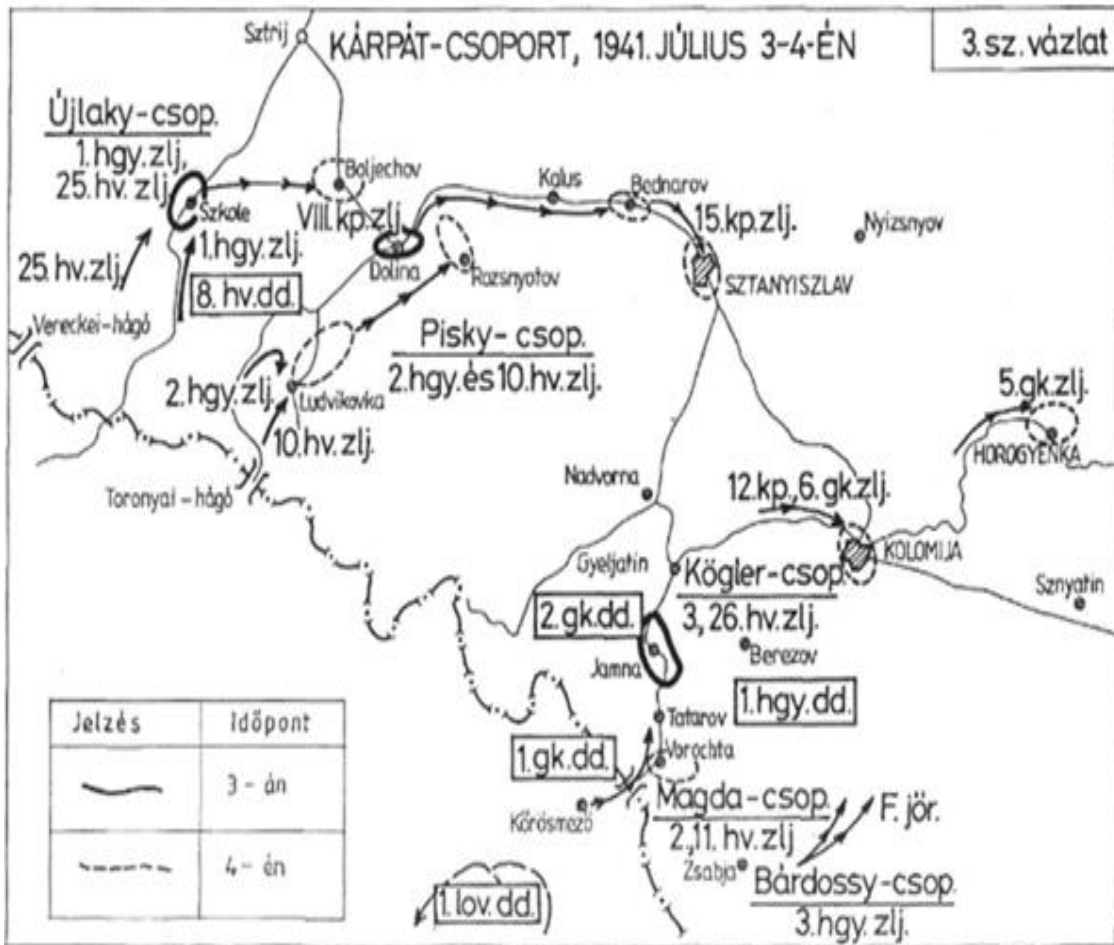 KÁRPÁT-CSOPORT, 1941. JÚLIUS 3-4-ÉN
3.sz.vázlat
Sztrij
Újlaky-csop.
1.hgy.zlj,
25.hv.zlj.
Szkole
Boljechov
VIII.kp.zlj.
Dolina
Kalus
Bednarov
15.kp.zlj.
Nyizsnyov
SZTANYISZLAV
25.hv.zlj,
1.hgy.zlj.
8.hv.dd.
Razsnyatov
Vereckei-hágó
Pisky-csop.
2.hgy.és 10.hv.zlj.
2.hgy.zlj.
Ludvikovka
10.hv.zlj.
Toronyai-hágó
5.gk.zlj.
HOROGYENKA
Nadvorna
12.kp.,6.gk.zlj.
KOLOMIJA
Gyeljatin
Kögler-csop.
3,26.hv.zlj.
Sznyatin
2.gk.dd.
Jamna
Berezov
1.hgy.dd.
Tatarov
1.gk.dd.
Vorochta
Kőrösmező
Magda-csop.
2,11. hv.zlj
F. jör.
Zsabja
Bárdossy-csop.
3.hgy.zlj.
1.lov.dd.
Jelzés Időpont
3-án
4-én